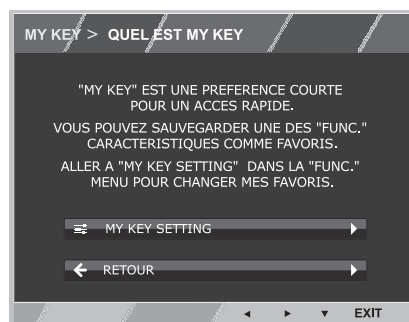 MY KEY > QUEL EST MY KEY
"MY KEY" EST UNE PREFERENCE COURTE
POUR UN ACCES RAPIDE.
VOUS POUVEZ SAUVEGARDER UNE DES "FUNC."
CARACTERISTIQUES COMME FAVORIS.
ALLER A "MY KEY SETTING" DANS LA "FUNC."
MENU POUR CHANGER MES FAVORIS.
MY KEY SETTING
RETOUR
EXIT